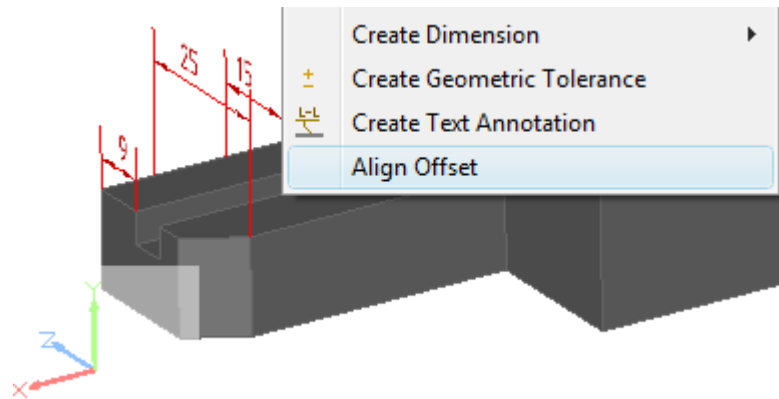 Create Dimension
25
15
± Create Geometric Tolerance
L-L Create Text Annotation
9
Align Offset
Y
Z
X